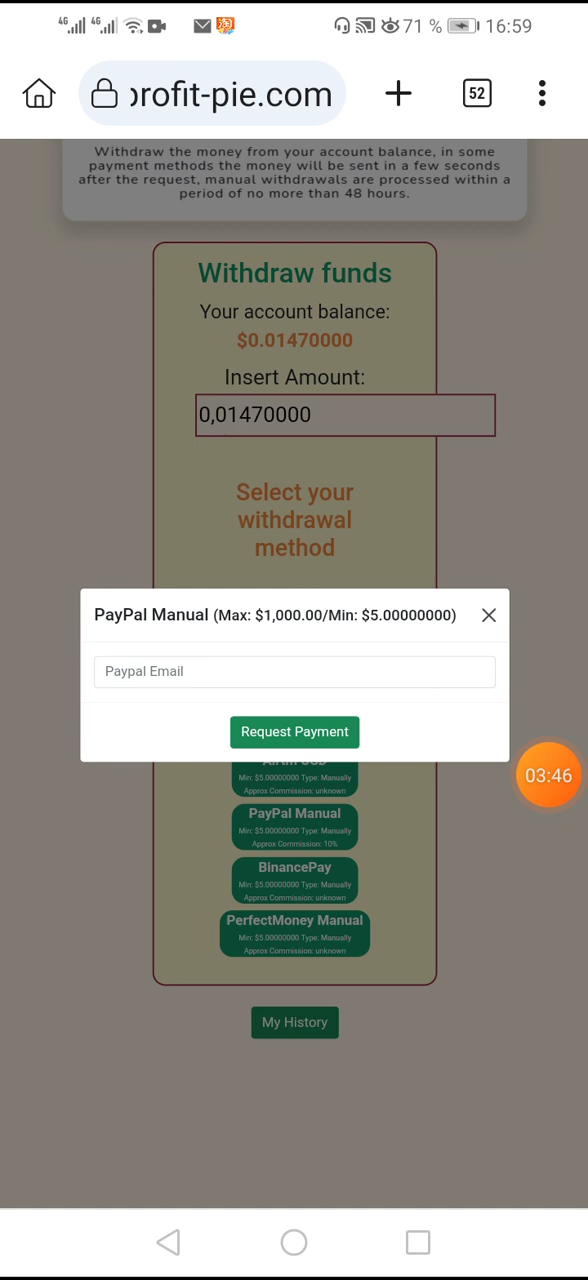 4G 4G 71 % 16:59
profit-pie.com 52
Withdraw the money from your account balance, in some
payment methods the money will be sent in a few seconds
after the request, manual withdrawals are processed within a
period of no more than 48 hours.
Withdraw funds
Your account balance:
$0.01470000
Insert Amount:
0,01470000
Select your
withdrawal
method
PayPal Manual (Max: $1,000.00/Min: $5.00000000)
Paypal Email
Request Payment
Min: $5.00000000 Type: Manually
Approx Commission: unknown
03:46
PayPal Manual
Min: $5.00000000 Type: Manually
Approx Commission: 10%
BinancePay
Min: $5.00000000 Type: Manually
Approx Commission: unknown
PerfectMoney Manual
Min: $5.00000000 Type: Manually
Approx Commission: unknown
My History